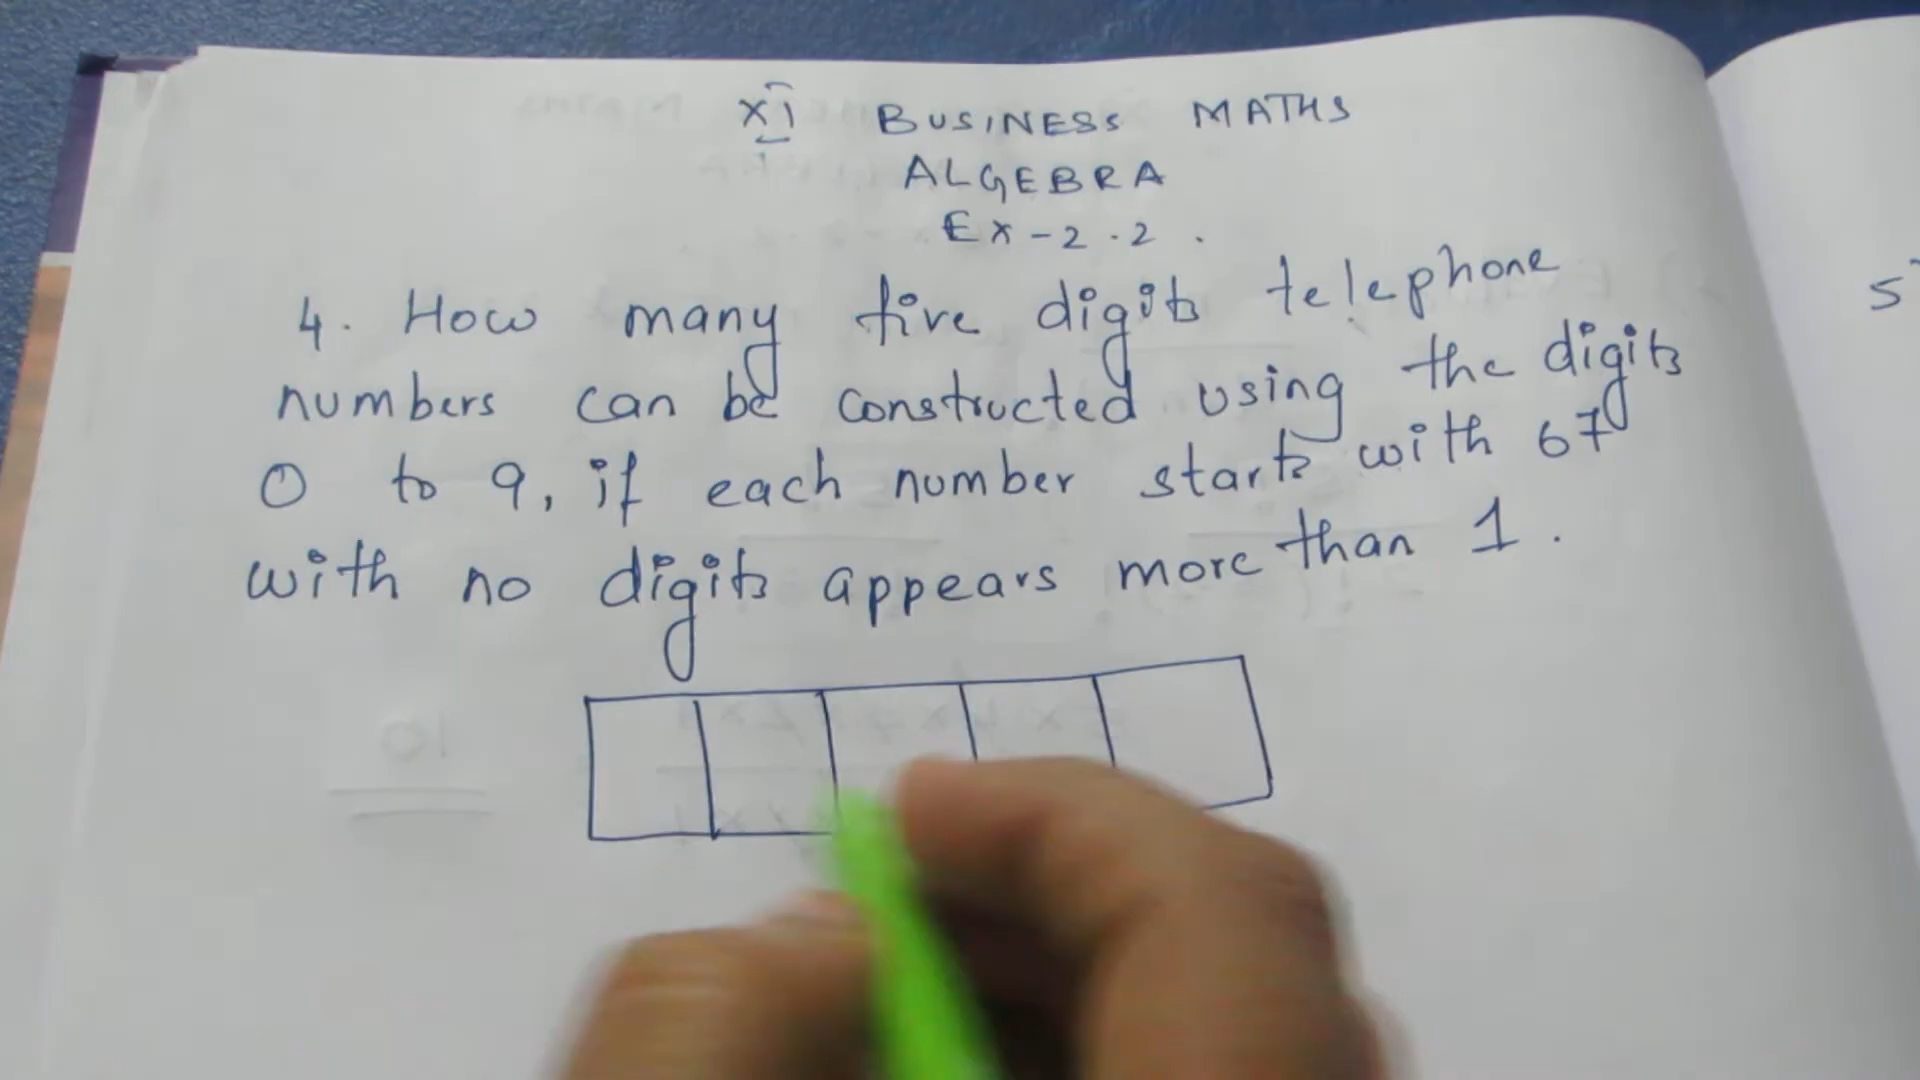 XI BUSINESS MATHS
ALGEBRA
Ex-2.2.
4. How many five digits telephone
numbers can be constructed using the digits
0 to 9, if each number starts with 67
with no digits appears more than 1.